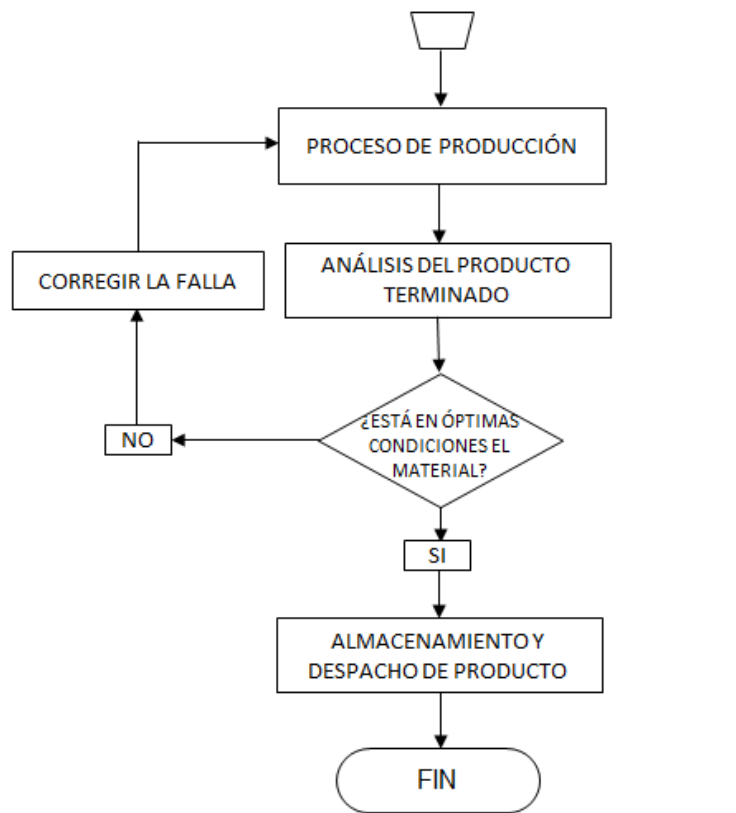 PROCESO DE PRODUCCIÓN
ANÁLISIS DEL PRODUCTO
TERMINADO
CORREGIR LA FALLA
¿ESTÁ EN ÓPTIMAS
CONDICIONES EL
MATERIAL?
NO
SI
ALMACENAMIENTO Y
DESPACHO DE PRODUCTO
FIN